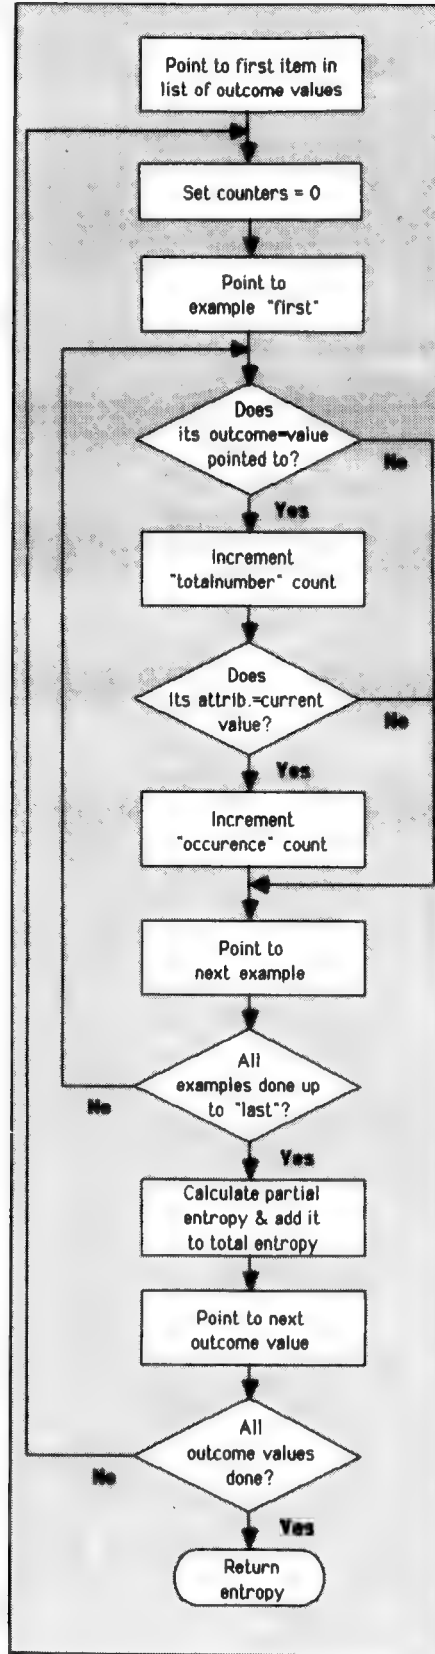 Point to first item in
list of outcome values
Set counters = 0
Point to
example "first"
Does
its outcome=value
pointed to?
No
Yes
Increment
"totalnumber" count
Does
its attrib.=current
value?
No
Yes
Increment
"occurence" count
Point to
next example
All
examples done up
to "last"?
No
Yes
Calculate partial
entropy & add it
to total entropy
Point to next
outcome value
All
outcome values
done?
No
Yes
Return
entropy